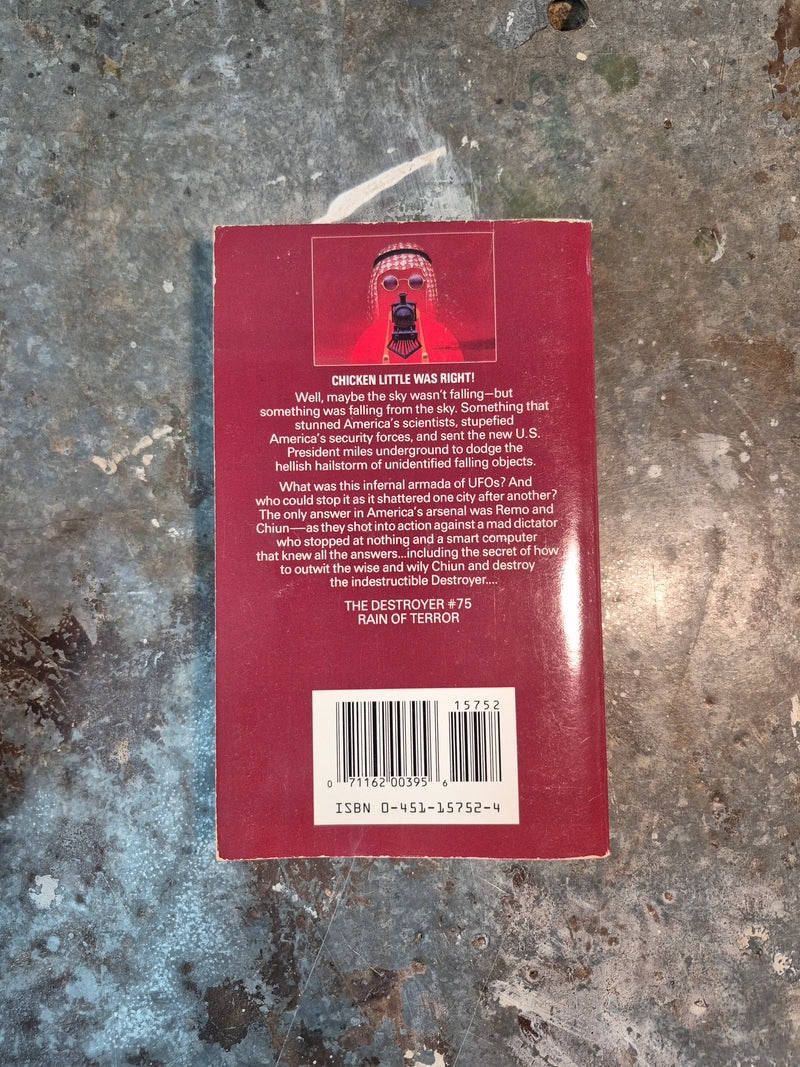 CHICKEN LITTLE WAS RIGHT!
Well, maybe the sky wasn't falling—but
something was falling from the sky. Something that
stunned America's scientists, stupefied
America's security forces, and sent the new U.S.
President miles underground to dodge the
hellish hailstorm of unidentified falling objects.
What was this infernal armada of UFOs? And
who could stop it as it shattered one city after another?
The only answer in America's arsenal was Remo and
Chiun—as they shot into action against a mad dictator
who stopped at nothing and a smart computer
that knew all the answers...including the secret of how
to outwit the wise and wily Chiun and destroy
the indestructible Destroyer....
THE DESTROYER #75
RAIN OF TERROR
15752
0 71162 00395 6
ISBN 0-451-15752-4